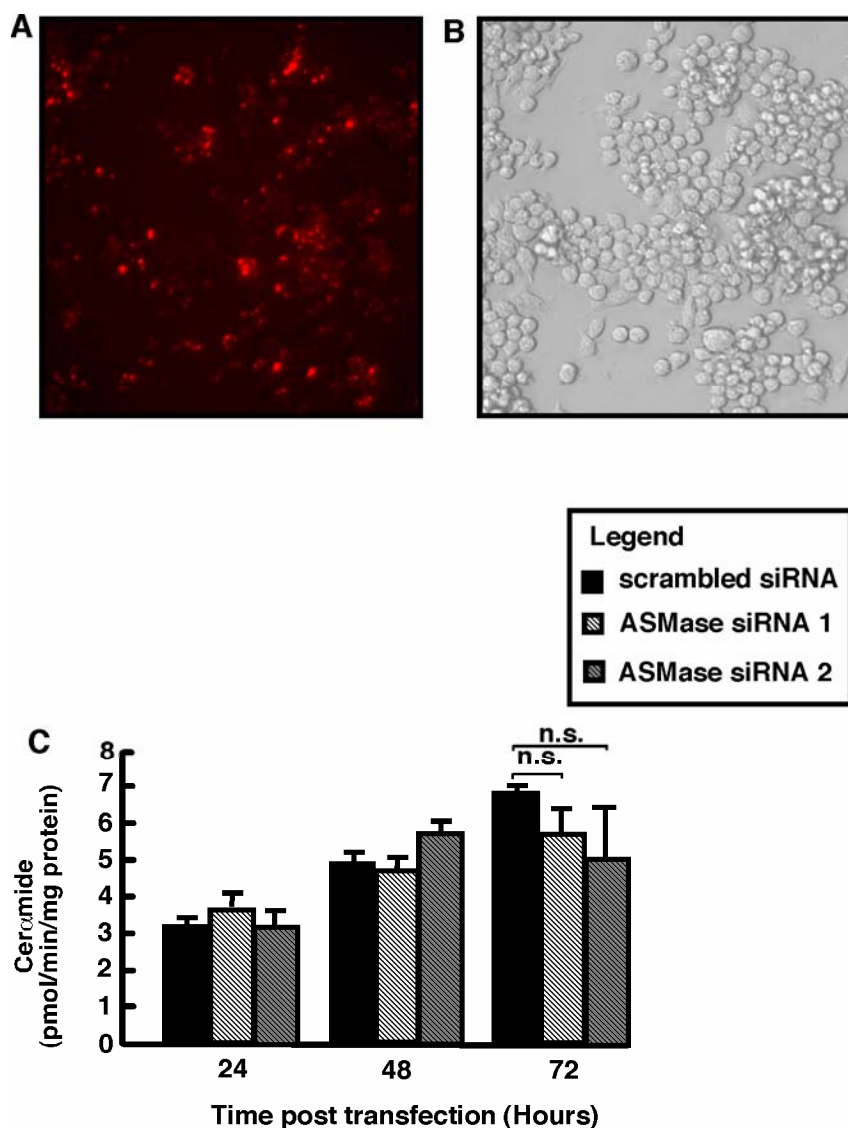 A
B
Legend
scrambled siRNA
ASMase siRNA 1
ASMase siRNA 2
C
n.s.
n.s.
8
7
6
5
4
3
2
1
0
Cerαmide
(pmol/min/mg protein)
24 48 72
Time post transfection (Hours)